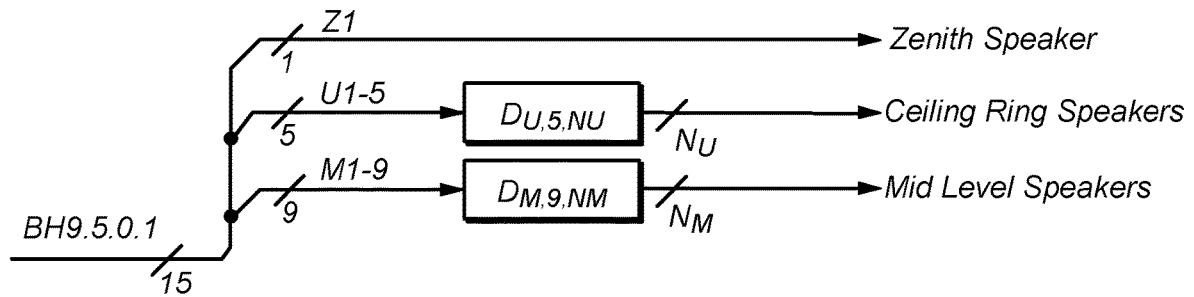 Z1
1
Zenith Speaker
U1-5
5
D_U,5,NU
N_U
Ceiling Ring Speakers
M1-9
9
D_M,9,NM
N_M
Mid Level Speakers
BH9.5.0.1
15